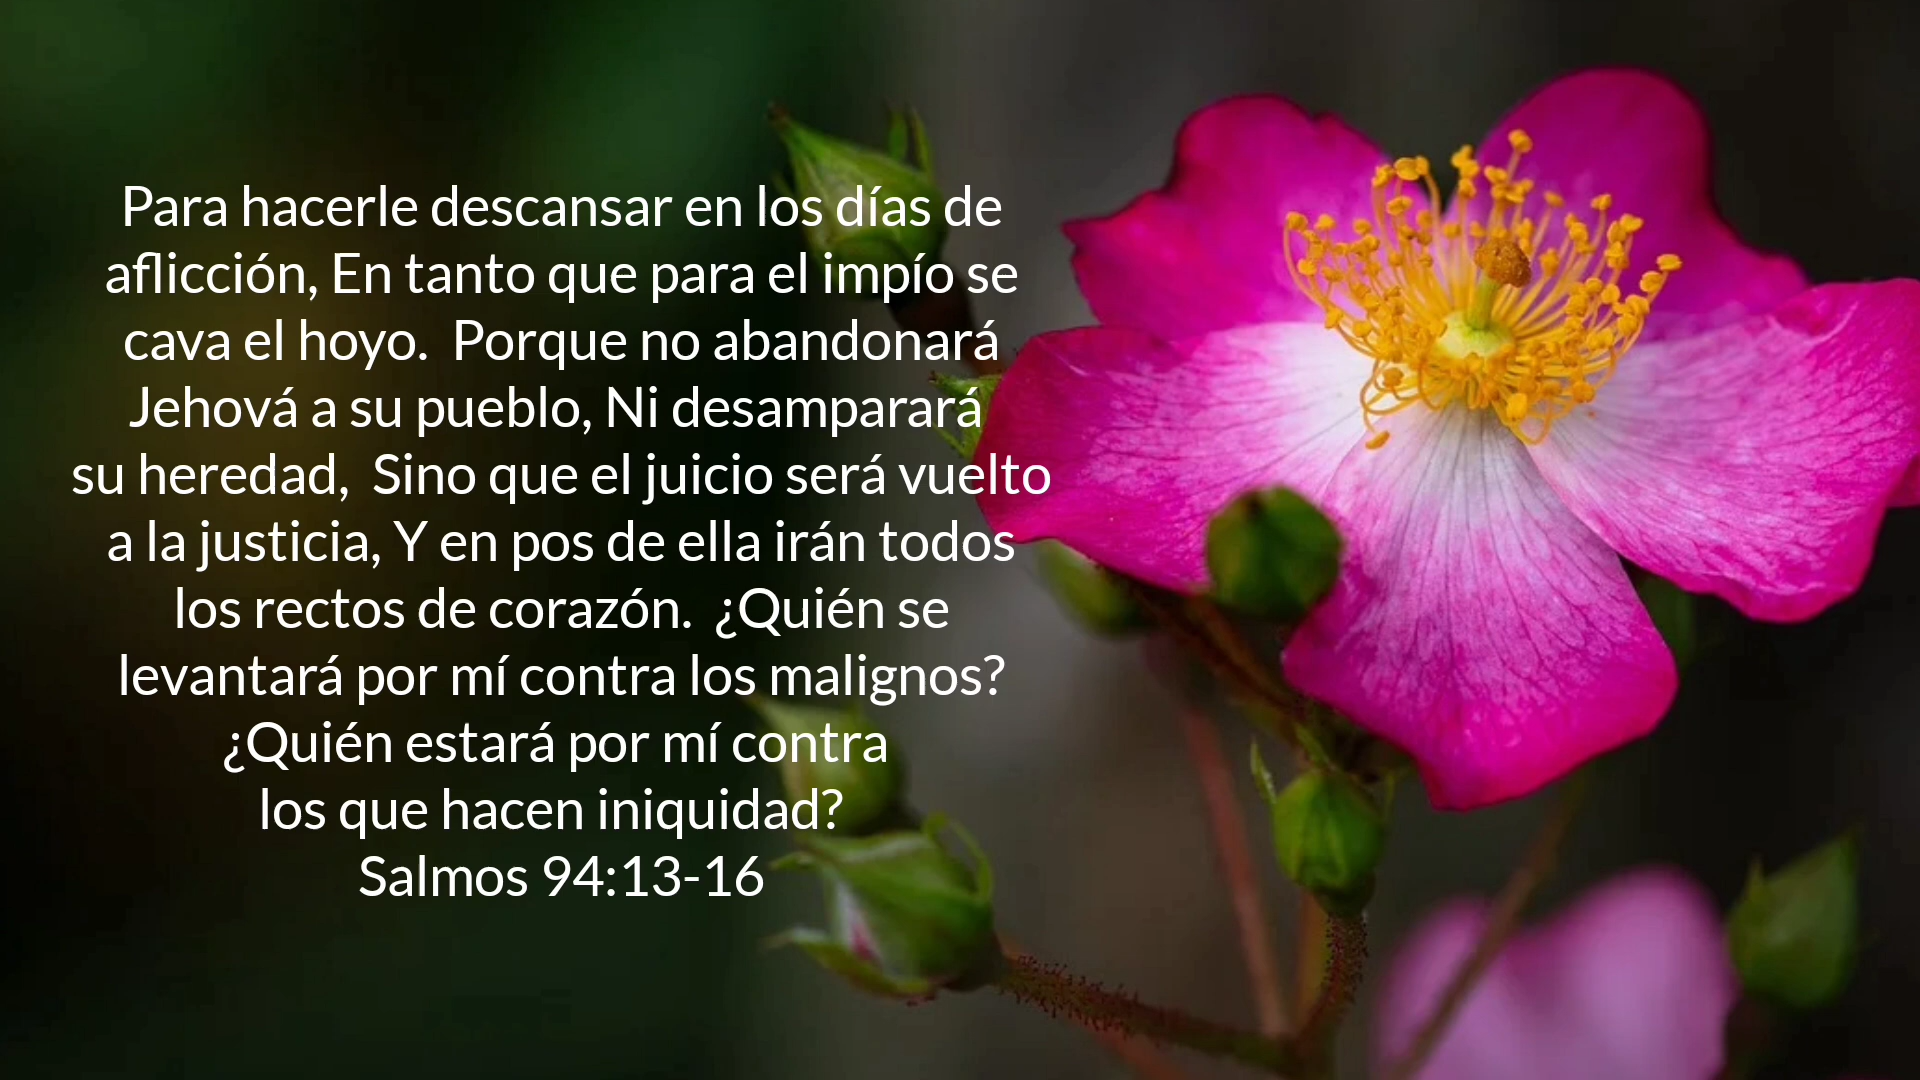 Para hacerle descansar en los días de
aflicción, En tanto que para el impío se
cava el hoyo.  Porque no abandonará
Jehová a su pueblo, Ni desamparará
su heredad,  Sino que el juicio será vuelto
a la justicia, Y en pos de ella irán todos
los rectos de corazón.  ¿Quién se
levantará por mí contra los malignos?
¿Quién estará por mí contra
los que hacen iniquidad?
Salmos 94:13-16